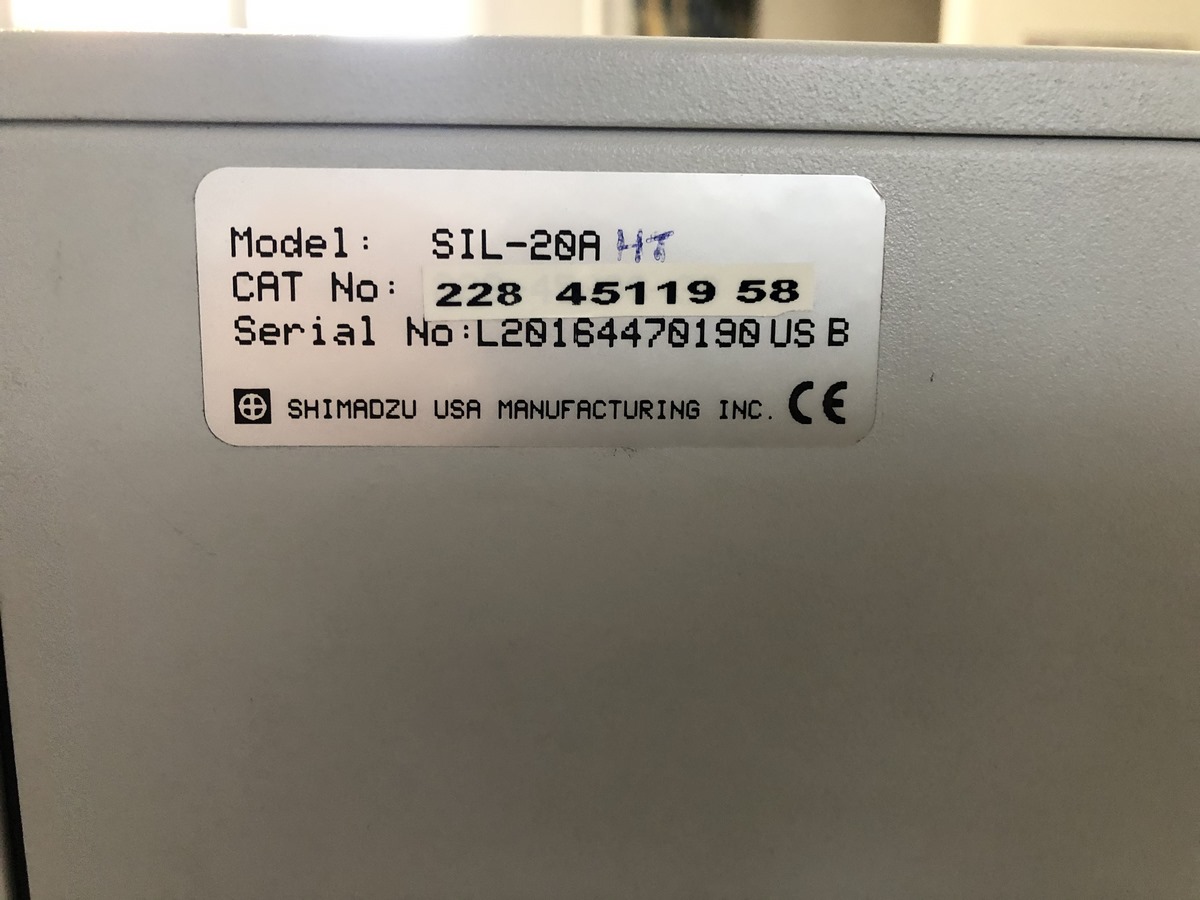 Model: SIL-20A HT
CAT No: 228 45119 58
Serial No:L20164470190 US B
SHIMADZU USA MANUFACTURING INC. CE